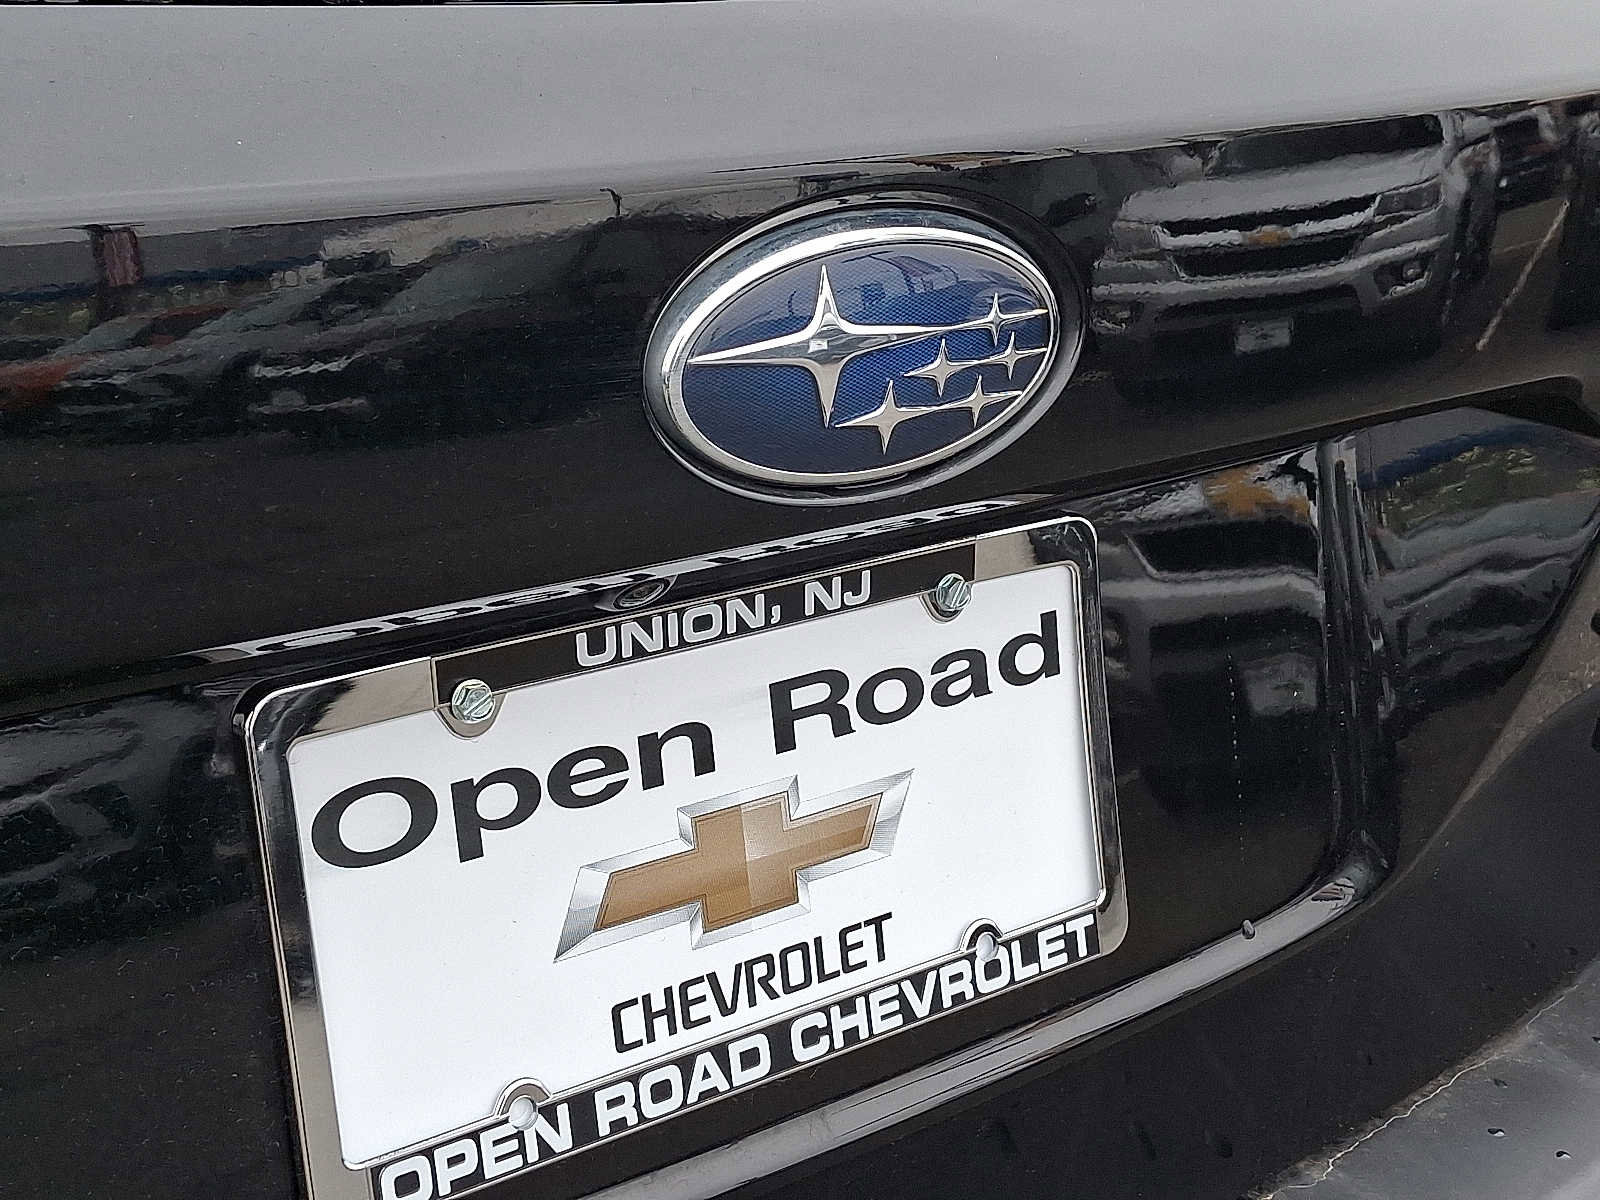 UNION, NJ
Open Road
CHEVROLET
OPEN ROAD CHEVROLET